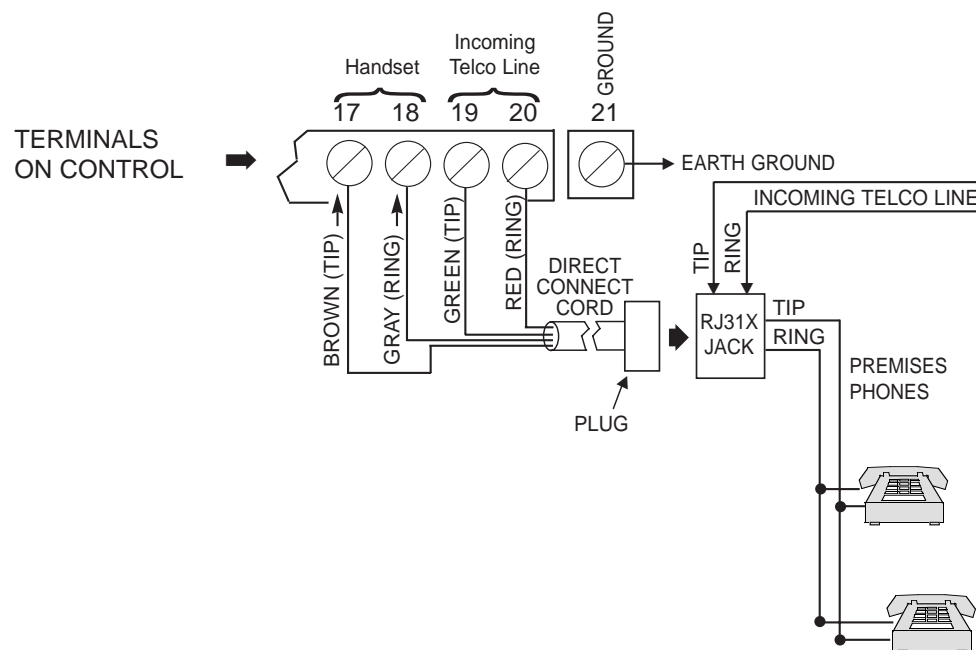 Handset
Incoming
Telco Line
GROUND
17 18 19 20 21
TERMINALS
ON CONTROL
EARTH GROUND
INCOMING TELCO LINE
BROWN (TIP)
GRAY (RING)
GREEN (TIP)
RED (RING)
TIP
RING
DIRECT
CONNECT
CORD
RJ31X
JACK
TIP
RING
PREMISES
PHONES
PLUG